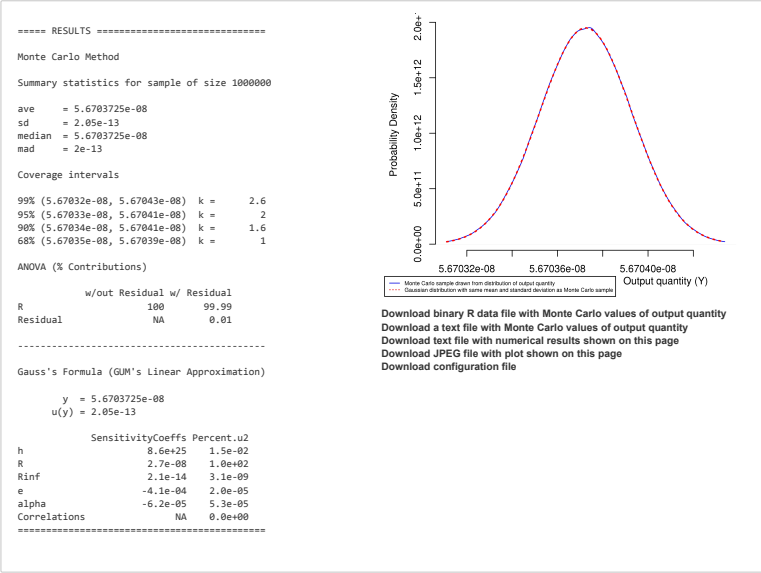 ===== RESULTS ==============================
Monte Carlo Method
Summary statistics for sample of size 1000000
ave = 5.6703725e-08
sd = 2.05e-13
median = 5.6703725e-08
mad = 2e-13
Coverage intervals
99% (5.67032e-08, 5.67043e-08) k = 2.6
95% (5.67033e-08, 5.67041e-08) k = 2
90% (5.67034e-08, 5.67041e-08) k = 1.6
68% (5.67035e-08, 5.67039e-08) k = 1
ANOVA (% Contributions)
w/out Residual w/ Residual
R 100 99.99
Residual NA 0.01
--------------------------------------------
Gauss's Formula (GUM's Linear Approximation)
y = 5.6703725e-08
u(y) = 2.05e-13
SensitivityCoeffs Percent.u2
h 8.6e+25 1.5e-02
R 2.7e-08 1.0e+02
Rinf 2.1e-14 3.1e-09
e -4.1e-04 2.0e-05
alpha -6.2e-05 5.3e-05
Correlations NA 0.0e+00
============================================
Probability Density
2.0e+
1.5e+12
1.0e+12
5.0e+11
0.0e+00
5.67032e-08 5.67036e-08 5.67040e-08
Output quantity (Y)
Monte Carlo sample drawn from distribution of output quantity
Gaussian distribution with same mean and standard deviation as Monte Carlo sample
Download binary R data file with Monte Carlo values of output quantity
Download a text file with Monte Carlo values of output quantity
Download text file with numerical results shown on this page
Download JPEG file with plot shown on this page
Download configuration file